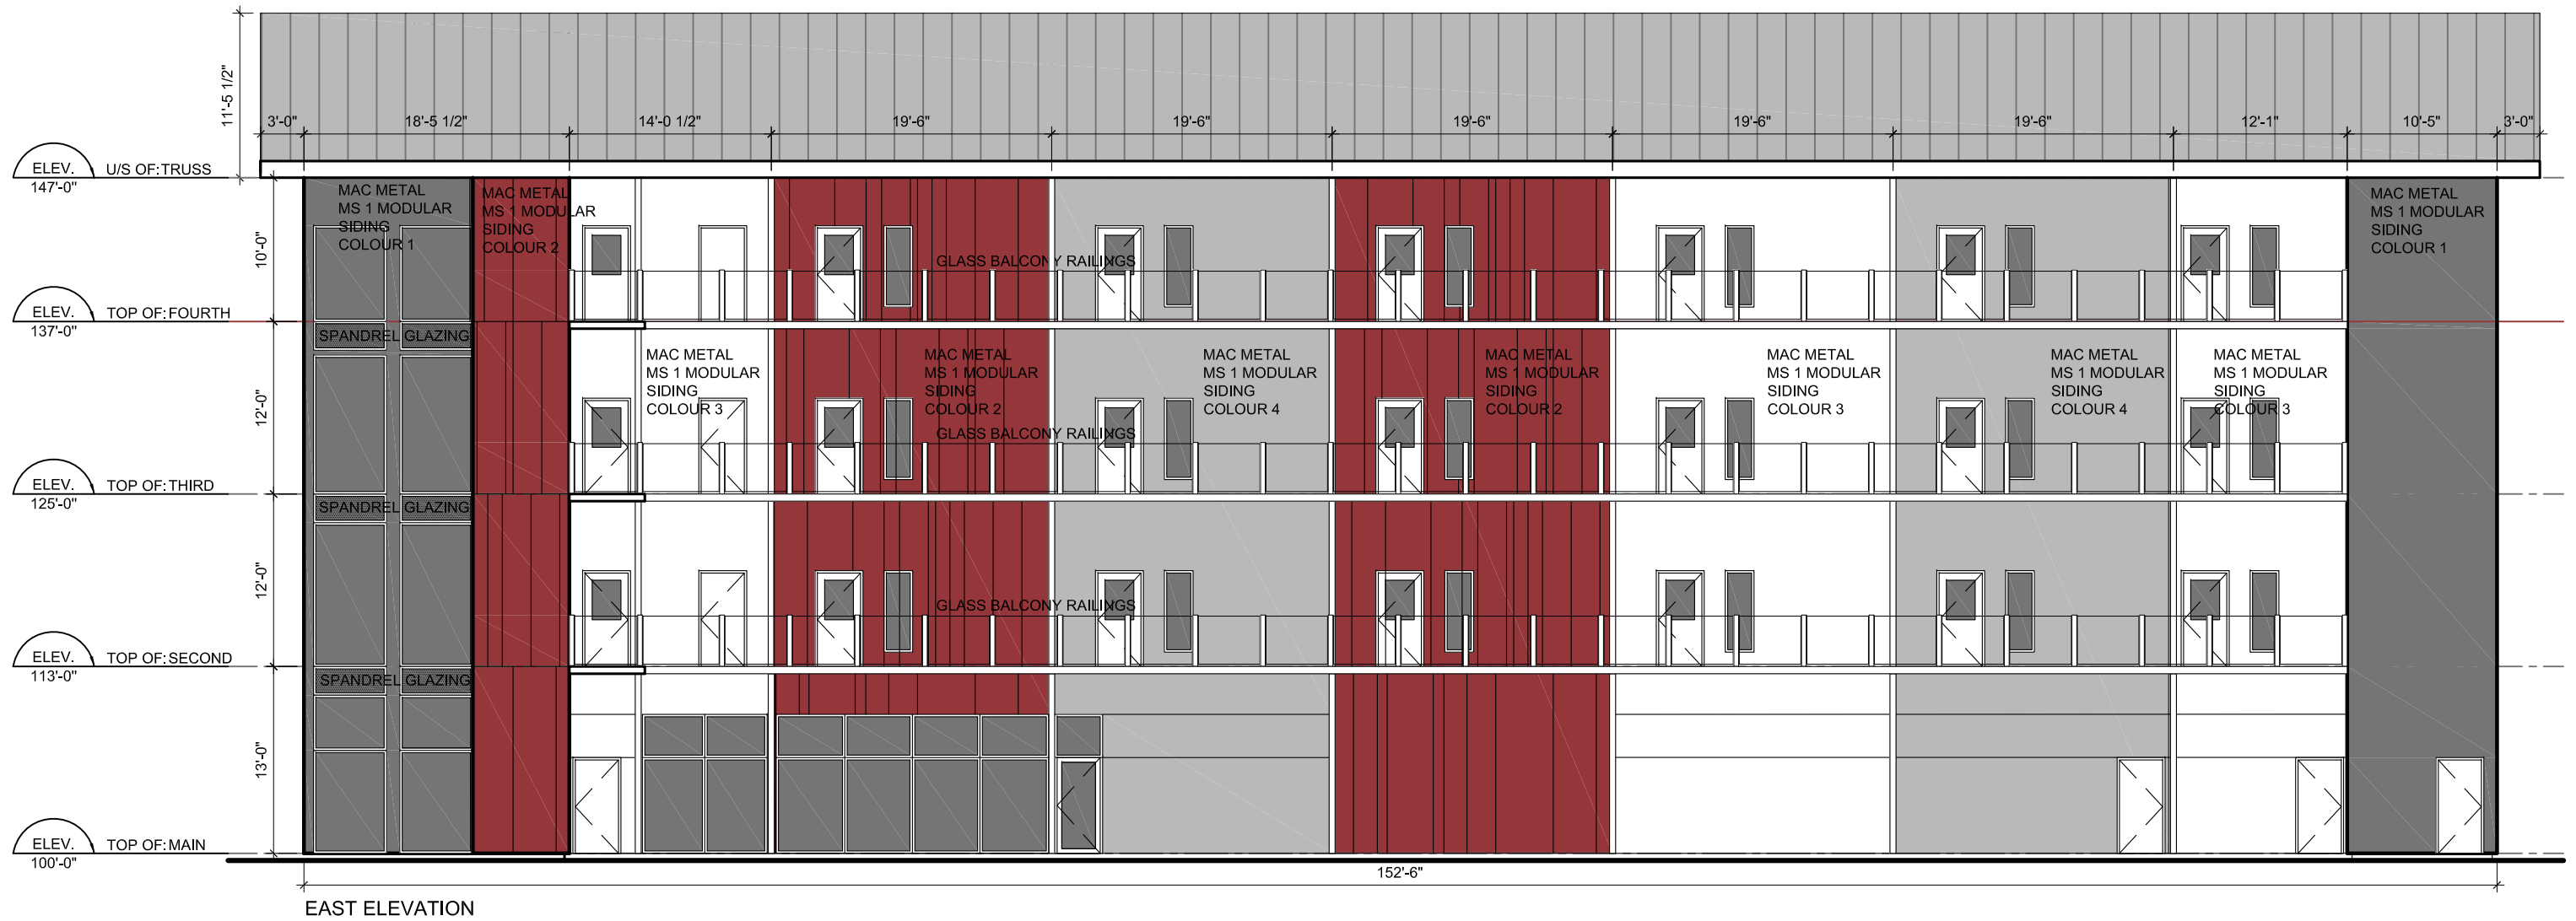 11'-5 1/2"
3'-0" 18'-5 1/2" 14'-0 1/2" 19'-6" 19'-6" 19'-6" 19'-6" 19'-6" 12'-1" 10'-5" 3'-0"
ELEV. U/S OF:TRUSS
147'-0"
MAC METAL
MS 1 MODULAR
SIDING
COLOUR 1
MAC METAL
MS 1 MODULAR
SIDING
COLOUR 2
MAC METAL
MS 1 MODULAR
SIDING
COLOUR 1
10'-0"
GLASS BALCONY RAILINGS
ELEV. TOP OF:FOURTH
137'-0"
SPANDREL GLAZING
MAC METAL
MS 1 MODULAR
SIDING
COLOUR 3
MAC METAL
MS 1 MODULAR
SIDING
COLOUR 2
MAC METAL
MS 1 MODULAR
SIDING
COLOUR 4
MAC METAL
MS 1 MODULAR
SIDING
COLOUR 2
MAC METAL
MS 1 MODULAR
SIDING
COLOUR 3
MAC METAL
MS 1 MODULAR
SIDING
COLOUR 4
MAC METAL
MS 1 MODULAR
SIDING
COLOUR 3
12'-0"
GLASS BALCONY RAILINGS
ELEV. TOP OF:THIRD
125'-0"
SPANDREL GLAZING
12'-0"
GLASS BALCONY RAILINGS
ELEV. TOP OF:SECOND
113'-0"
SPANDREL GLAZING
13'-0"
ELEV. TOP OF:MAIN
100'-0"
152'-6"
EAST ELEVATION